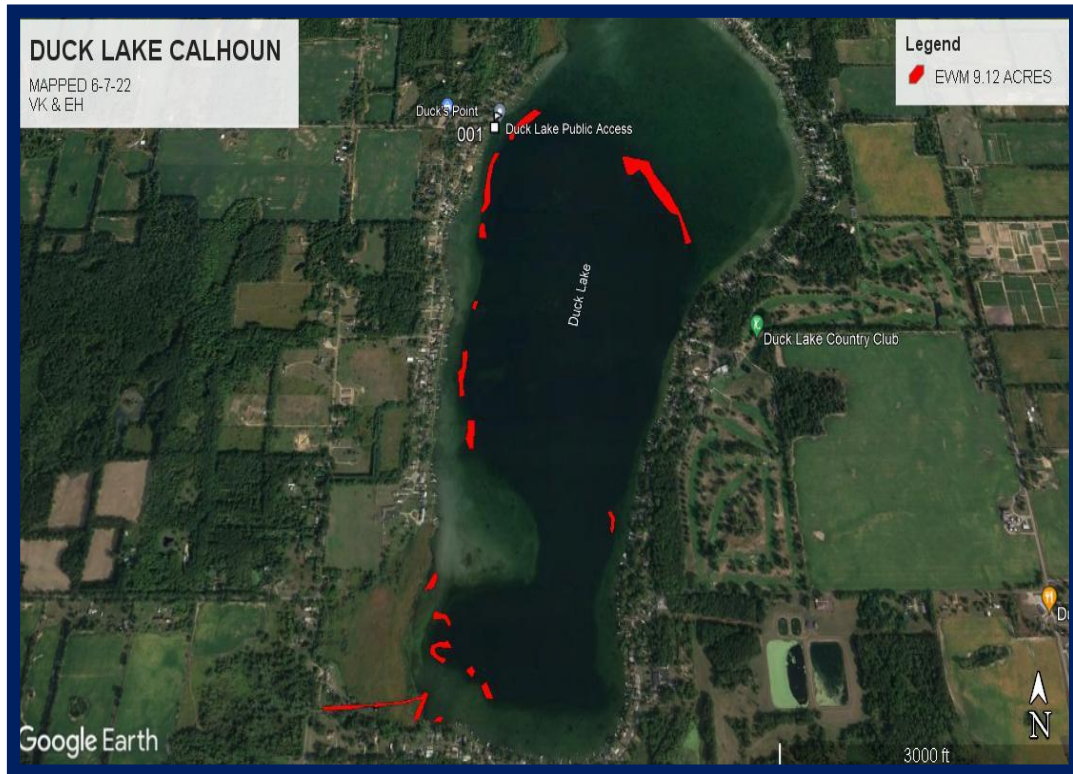 DUCK LAKE CALHOUN
MAPPED 6-7-22
VK & EH
Legend
EWM 9.12 ACRES
Duck's Point
001
Duck Lake Public Access
Duck Lake
Duck Lake Country Club
Du
N
Google Earth
3000 ft